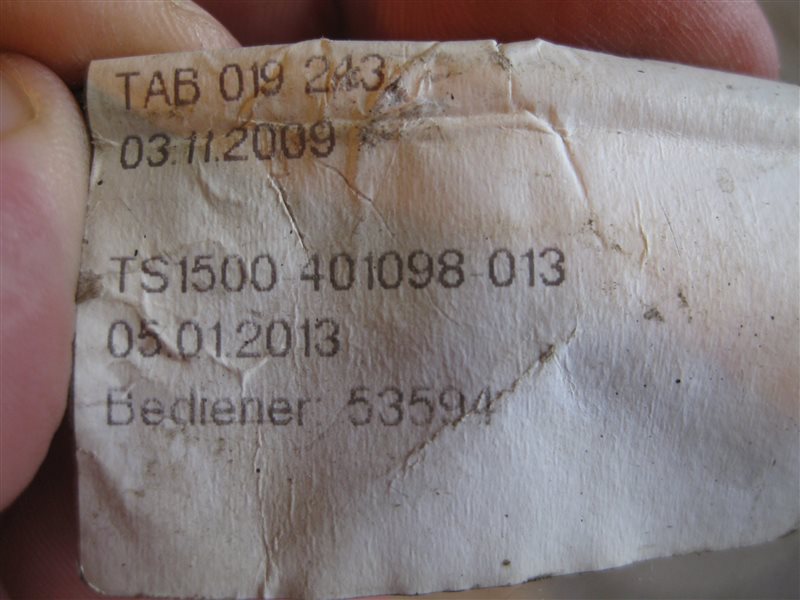 TAB 019 243
03.11.2009
TS1500 401098-013
05.01.2013
Bediener: 53594